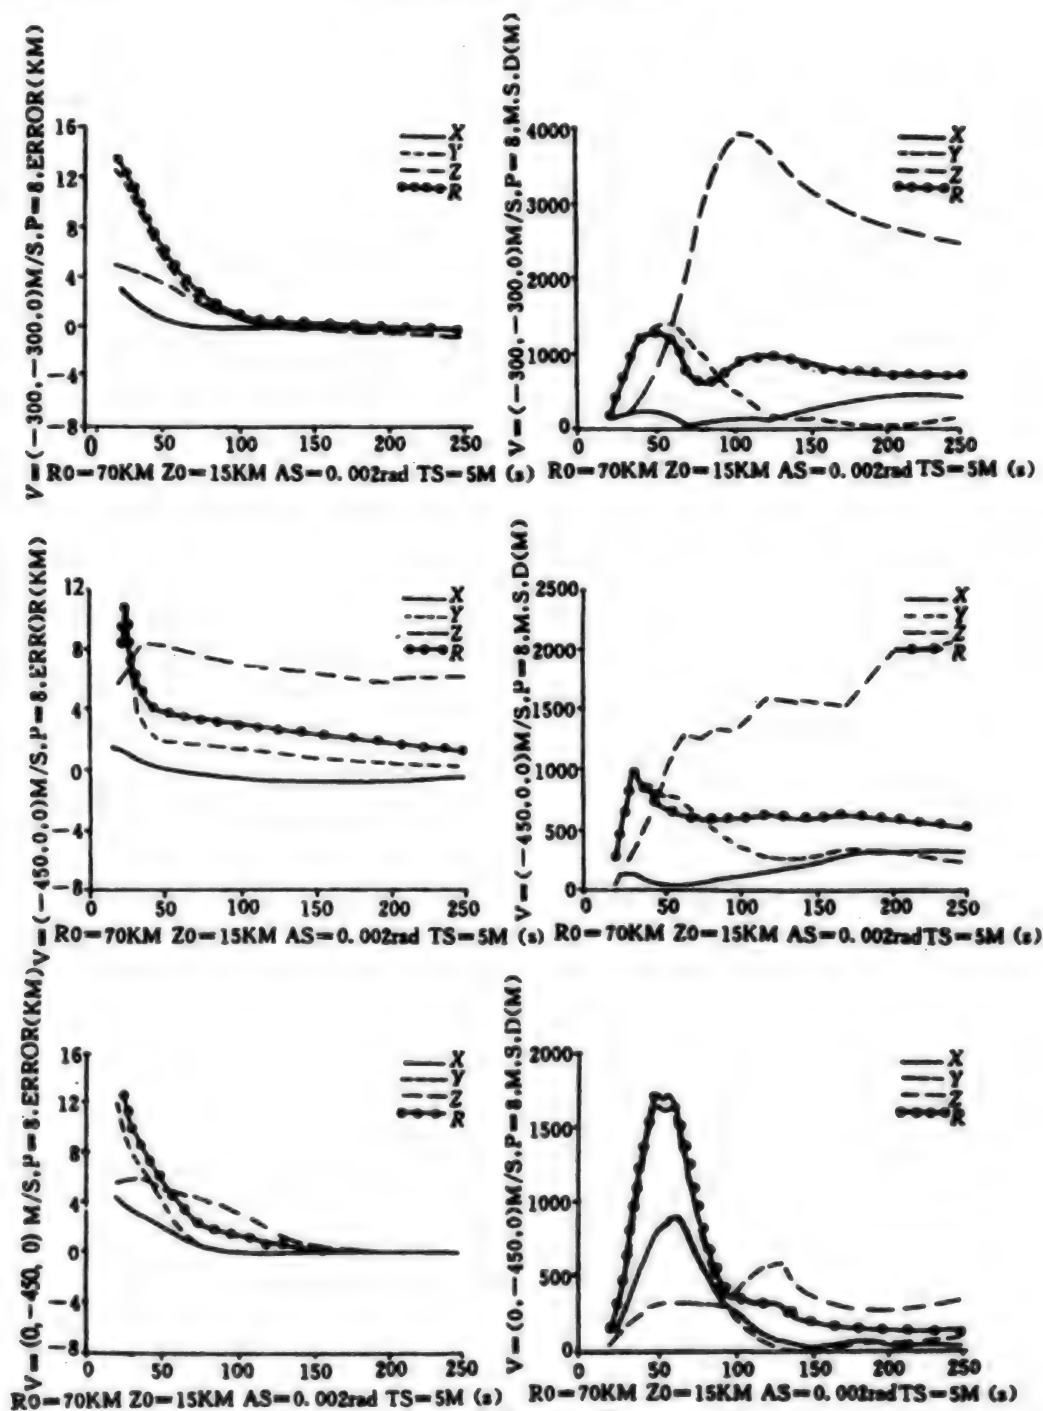 V=(−300.−300.0)M/S.P=8.ERROR(KM)
16
12
8
4
0
−4
−8
X
Y
Z
R
0 50 100 150 200 250
R0=70KM Z0=15KM AS=0.002rad TS=5M (s)
V=(−300.−300.0)M/S.P=8.M.S.D(M)
4000
3000
2000
1000
0
X
Y
Z
R
0 50 100 150 200 250
R0=70KM Z0=15KM AS=0.002rad TS=5M (s)
V=(−450.0.0)M/S.P=8.ERROR(KM)
12
8
4
0
−4
−8
X
Y
Z
R
0 50 100 150 200 250
R0=70KM Z0=15KM AS=0.002rad TS=5M (s)
V=(−450.0.0)M/S.P=8.M.S.D(M)
2500
2000
1500
1000
500
0
X
Y
Z
R
0 50 100 150 200 250
R0=70KM Z0=15KM AS=0.002rad TS=5M (s)
V=(0,−450, 0) M/S.P=8.ERROR(KM)
16
12
8
4
0
−4
−8
X
Y
Z
R
0 50 100 150 200 250
R0=70KM Z0=15KM AS=0.002rad TS=5M (s)
V=(0.−450.0)M/S.P=8.M.S.D(M)
2000
1500
1000
500
0
X
Y
Z
R
0 50 100 150 200 250
R0=70KM Z0=15KM AS=0.002rad TS=5M (s)